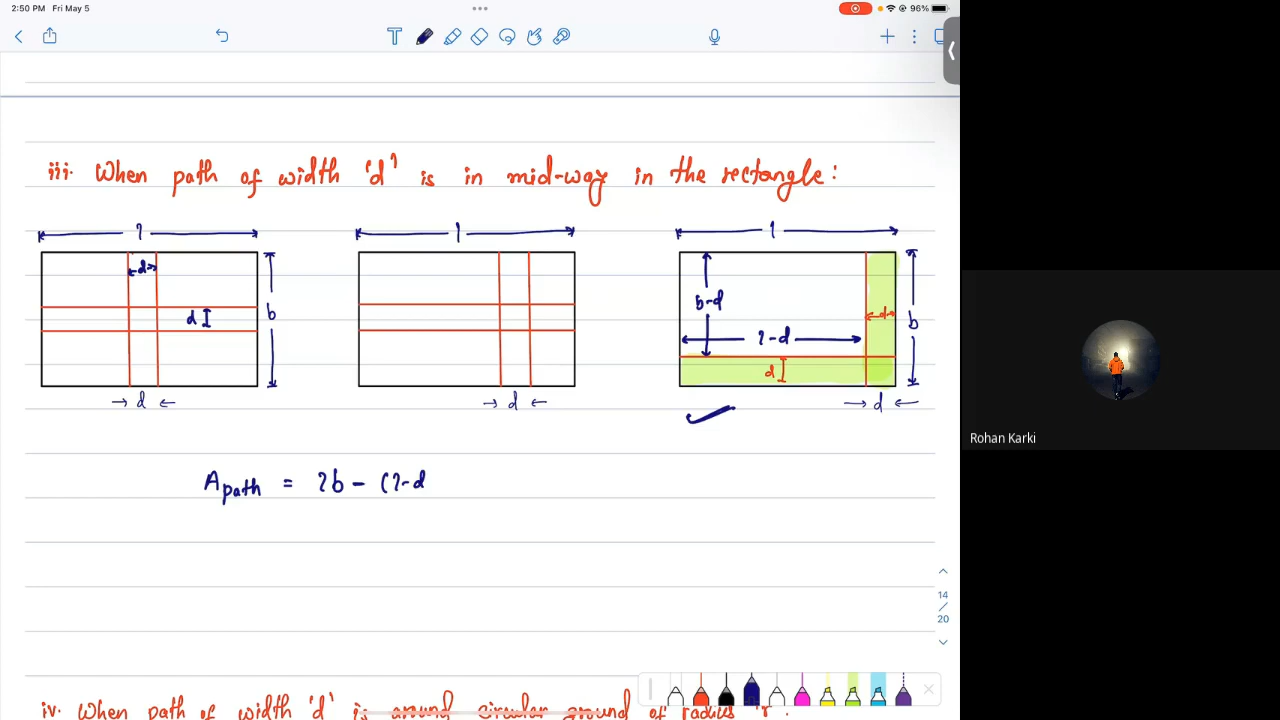 2:50 PM Fri May 5
96%
iii. When path of width 'd' is in mid-way in the rectangle:
l l l
d b d b-d l-d d d b
d d d
A path = lb - (l-d
14
/
20
iv. When path of width 'd' is around circular ground of radius 'r'.
Rohan Karki